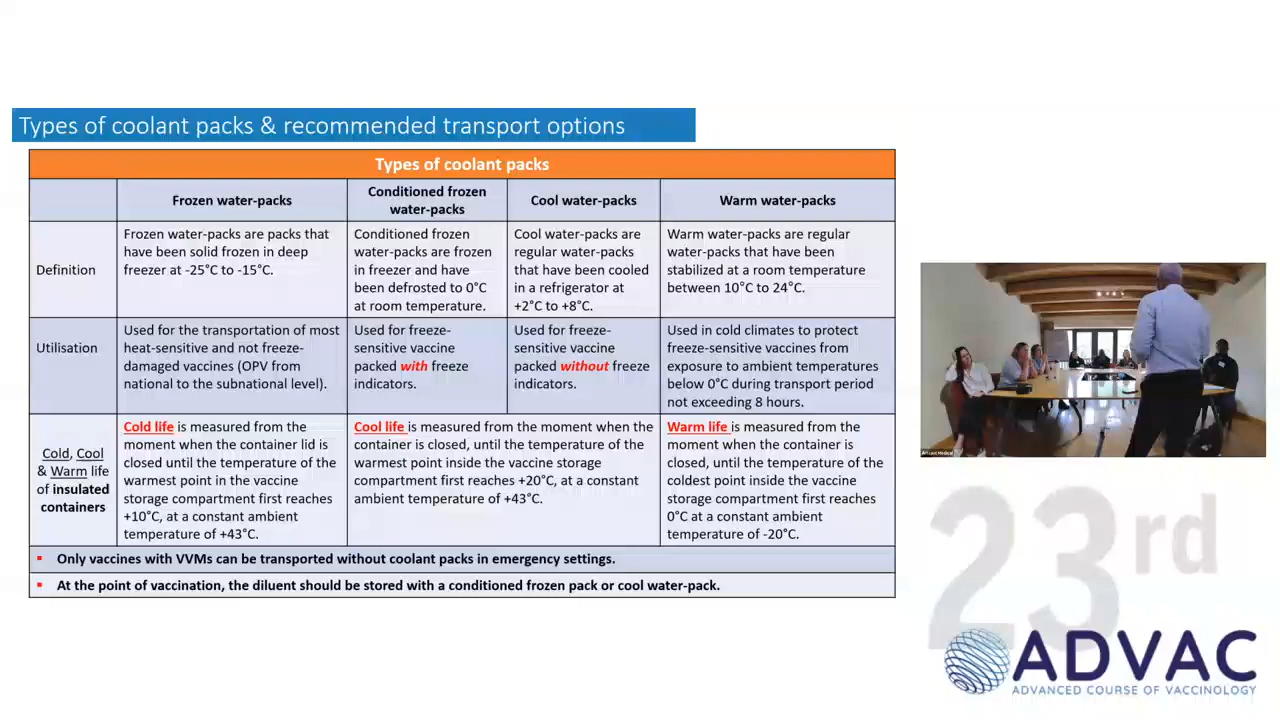 Types of coolant packs & recommended transport options
Types of coolant packs
Frozen water-packs
Conditioned frozen
water-packs
Cool water-packs
Warm water-packs
Definition
Frozen water-packs are packs that
have been solid frozen in deep
freezer at -25°C to -15°C.
Conditioned frozen
water-packs are frozen
in freezer and have
been defrosted to 0°C
at room temperature.
Cool water-packs are
regular water-packs
that have been cooled
in a refrigerator at
+2°C to +8°C.
Warm water-packs are regular
water-packs that have been
stabilized at a room temperature
between 10°C to 24°C.
Utilisation
Used for the transportation of most
heat-sensitive and not freeze-
damaged vaccines (OPV from
national to the subnational level).
Used for freeze-
sensitive vaccine
packed with freeze
indicators.
Used for freeze-
sensitive vaccine
packed without freeze
indicators.
Used in cold climates to protect
freeze-sensitive vaccines from
exposure to ambient temperatures
below 0°C during transport period
not exceeding 8 hours.
Cold, Cool
& Warm life
of insulated
containers
Cold life is measured from the
moment when the container lid is
closed until the temperature of the
warmest point in the vaccine
storage compartment first reaches
+10°C, at a constant ambient
temperature of +43°C.
Cool life is measured from the moment when the
container is closed, until the temperature of the
warmest point inside the vaccine storage
compartment first reaches +20°C, at a constant
ambient temperature of +43°C.
Warm life is measured from the
moment when the container is
closed, until the temperature of the
coldest point inside the vaccine
storage compartment first reaches
0°C at a constant ambient
temperature of -20°C.
▪ Only vaccines with VVMs can be transported without coolant packs in emergency settings.
▪ At the point of vaccination, the diluent should be stored with a conditioned frozen pack or cool water-pack.
23rd
ADVAC
ADVANCED COURSE OF VACCINOLOGY